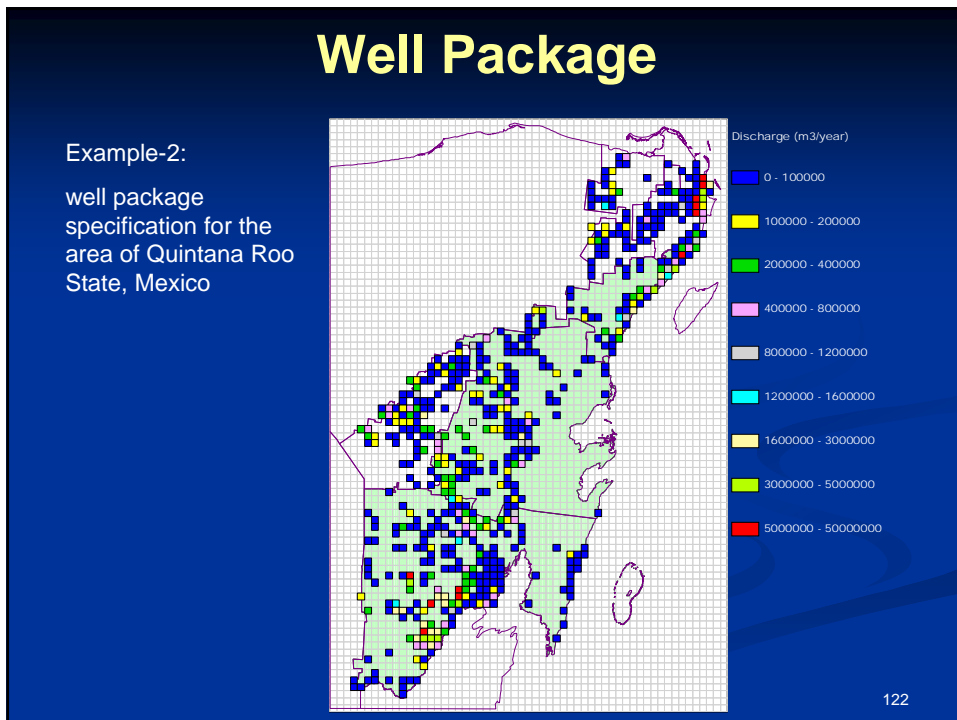 Well Package
Example-2:
well package
specification for the
area of Quintana Roo
State, Mexico
Discharge (m3/year)
0 - 100000
100000 - 200000
200000 - 400000
400000 - 800000
800000 - 1200000
1200000 - 1600000
1600000 - 3000000
3000000 - 5000000
5000000 - 50000000
122